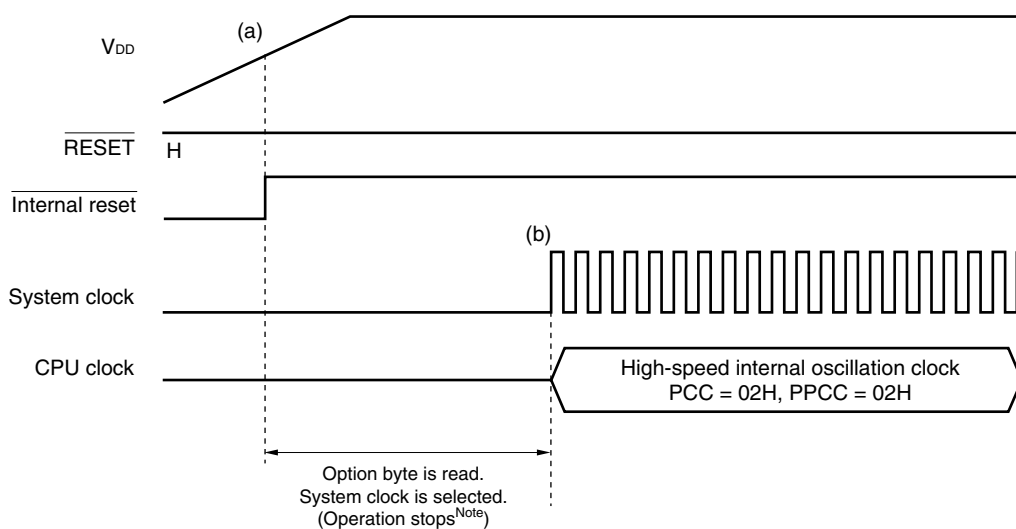 (a)
VDD
RESET
H
Internal reset
(b)
System clock
CPU clock
High-speed internal oscillation clock
PCC = 02H, PPCC = 02H
Option byte is read.
System clock is selected.
(Operation stopsNote)